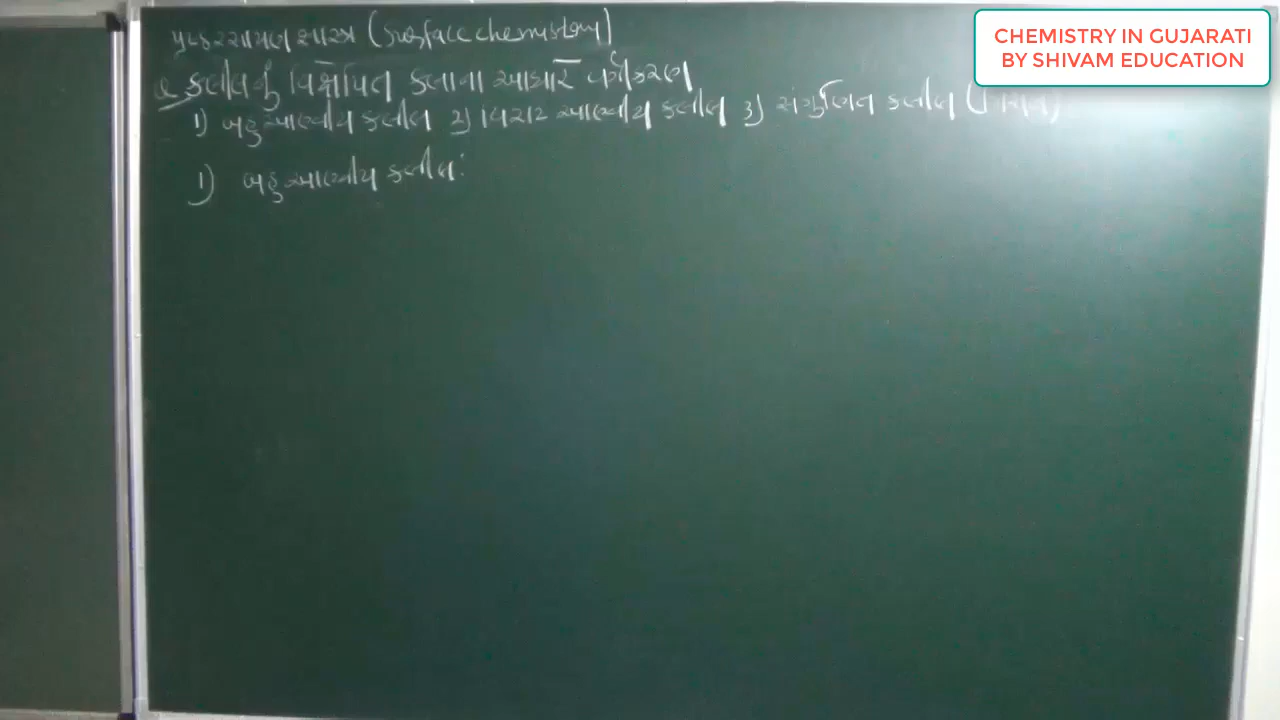 પૃષ્ઠ રસાયણ શાસ્ત્ર (Surface chemistry)
CHEMISTRY IN GUJARATI
BY SHIVAM EDUCATION
Q કલીલનું વિક્ષેપિત કલાના આધારે વર્ગીકરણ
1) બહુ આણ્વીય કલીલ 2) વિરાટ આણ્વીય કલીલ 3) સંગુણિત કલીલ (
1) બહુ આણ્વીય કલીલ: